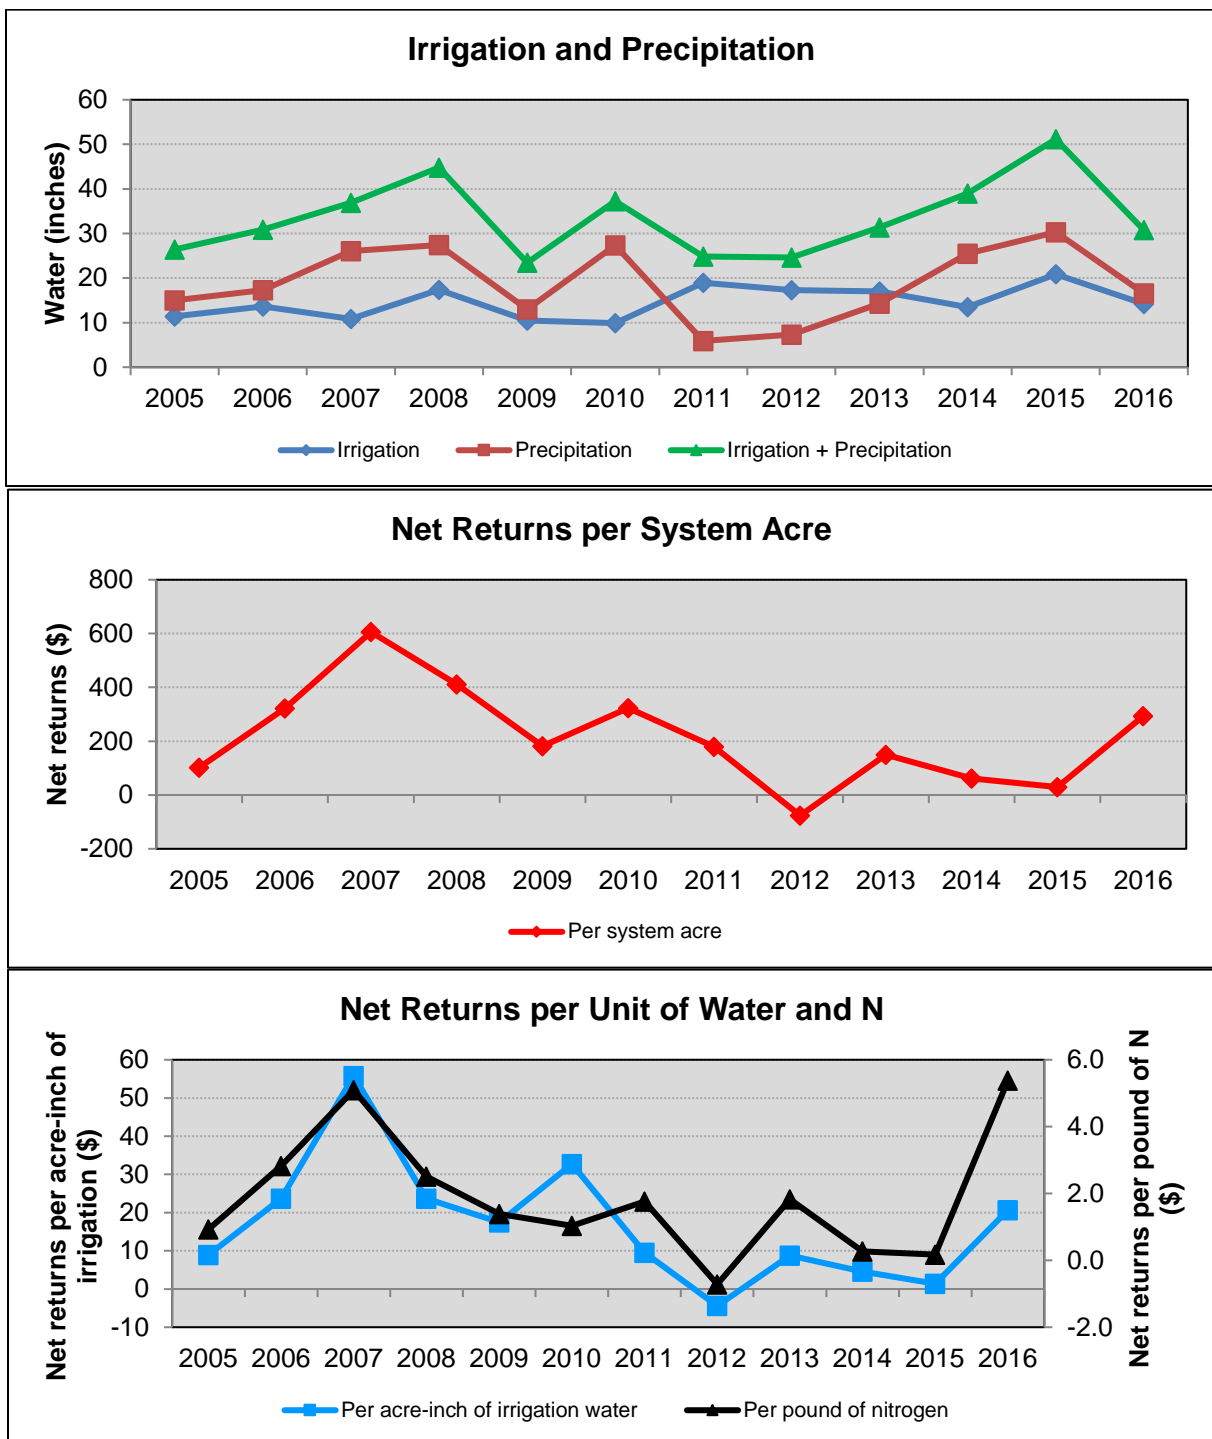 Irrigation and Precipitation
Water (inches)
60
50
40
30
20
10
0
2005 2006 2007 2008 2009 2010 2011 2012 2013 2014 2015 2016
Irrigation Precipitation Irrigation + Precipitation
Net Returns per System Acre
Net returns ($)
800
600
400
200
0
-200
2005 2006 2007 2008 2009 2010 2011 2012 2013 2014 2015 2016
Per system acre
Net Returns per Unit of Water and N
Net returns per acre-inch of
irrigation ($)
60
50
40
30
20
10
0
-10
6.0
4.0
2.0
0.0
-2.0
Net returns per pound of N
($)
2005 2006 2007 2008 2009 2010 2011 2012 2013 2014 2015 2016
Per acre-inch of irrigation water Per pound of nitrogen